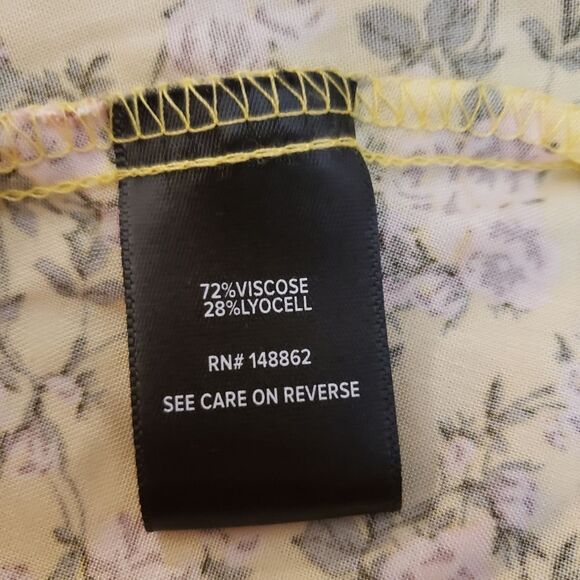 72%VISCOSE
28%LYOCELL
RN# 148862
SEE CARE ON REVERSE